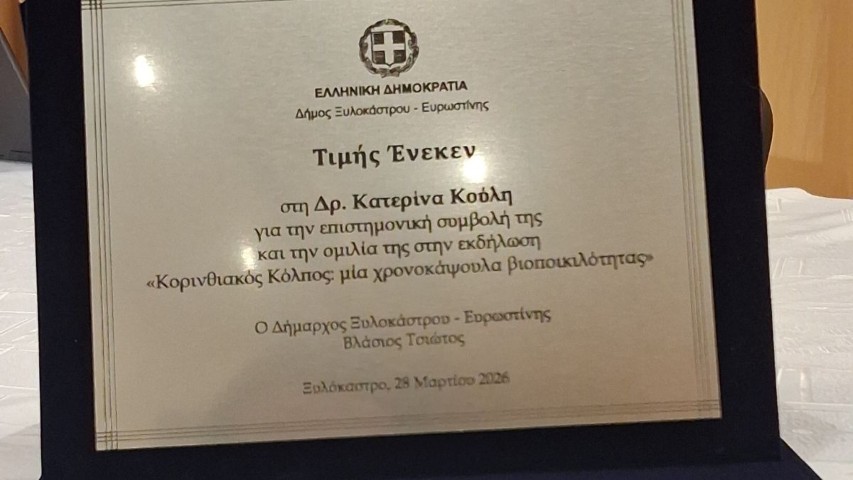 ΕΛΛΗΝΙΚΗ ΔΗΜΟΚΡΑΤΙΑ
Δήμος Ξυλοκάστρου - Ευρωστίνης
Τιμής Ένεκεν
στη Δρ. Κατερίνα Κούλη
για την επιστημονική συμβολή της
και την ομιλία της στην εκδήλωση
«Κορινθιακός Κόλπος: μία χρονοκάψουλα βιοποικιλότητας»
Ο Δήμαρχος Ξυλοκάστρου - Ευρωστίνης
Βλάσιος Τσιώτος
Ξυλόκαστρο, 28 Μαρτίου 2026